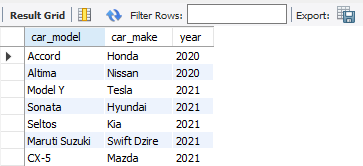 Result Grid Filter Rows: Export:
car_model car_make year
Accord Honda 2020
Altima Nissan 2020
Model Y Tesla 2021
Sonata Hyundai 2021
Seltos Kia 2021
Maruti Suzuki Swift Dzire 2021
CX-5 Mazda 2021